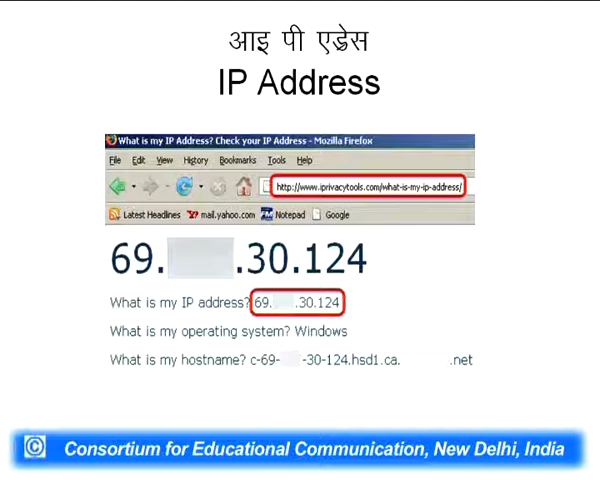 आइ पी एड्रेस
IP Address
What is my IP Address? Check your IP Address - Mozilla Firefox
File Edit View History Bookmarks Tools Help
http://www.iprivacytools.com/what-is-my-ip-address/
Latest Headlines Y! mail.yahoo.com FM Notepad Google
69. .30.124
What is my IP address? 69. .30.124
What is my operating system? Windows
What is my hostname? c-69- -30-124.hsd1.ca. .net
© Consortium for Educational Communication, New Delhi, India